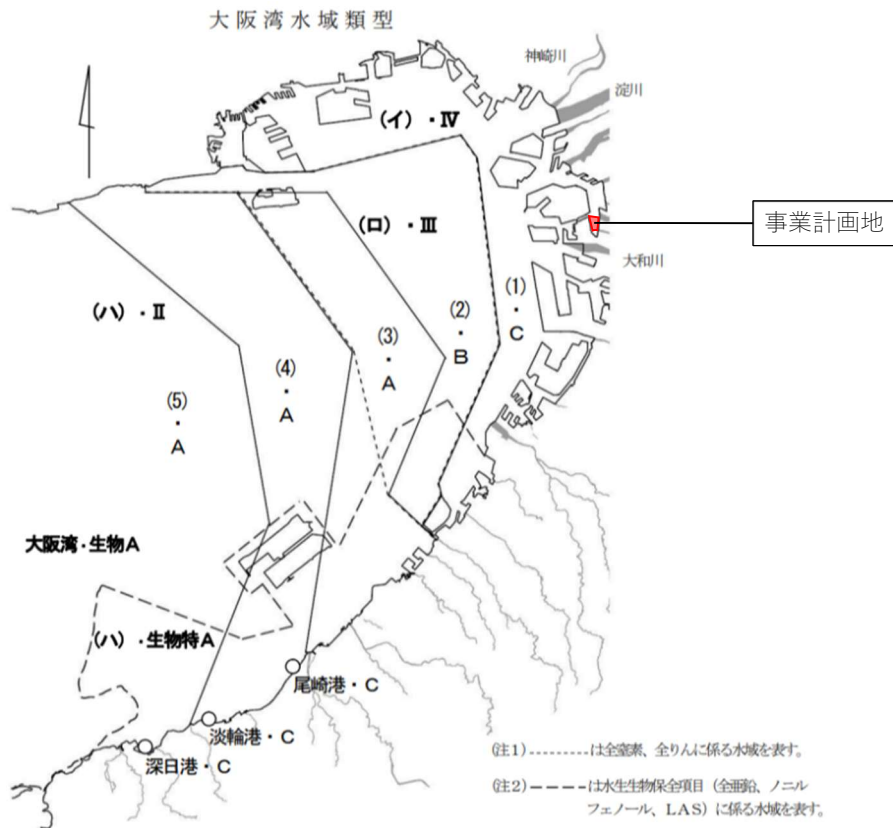 大阪湾水域類型
神崎川
淀川
(イ)・Ⅳ
事業計画地
(ロ)・Ⅲ
大和川
(ハ)・Ⅱ
(1)
・
C
(2)
・
B
(3)
・
A
(4)
・
A
(5)
・
A
大阪湾・生物A
(ハ)・生物特A
尾崎港・C
淡輪港・C
深日港・C
(注1)---------は全窒素、全りんに係る水域を表す。
(注2)-----は水生生物保全項目(全亜鉛、ノニル
フェノール、LAS)に係る水域を表す。